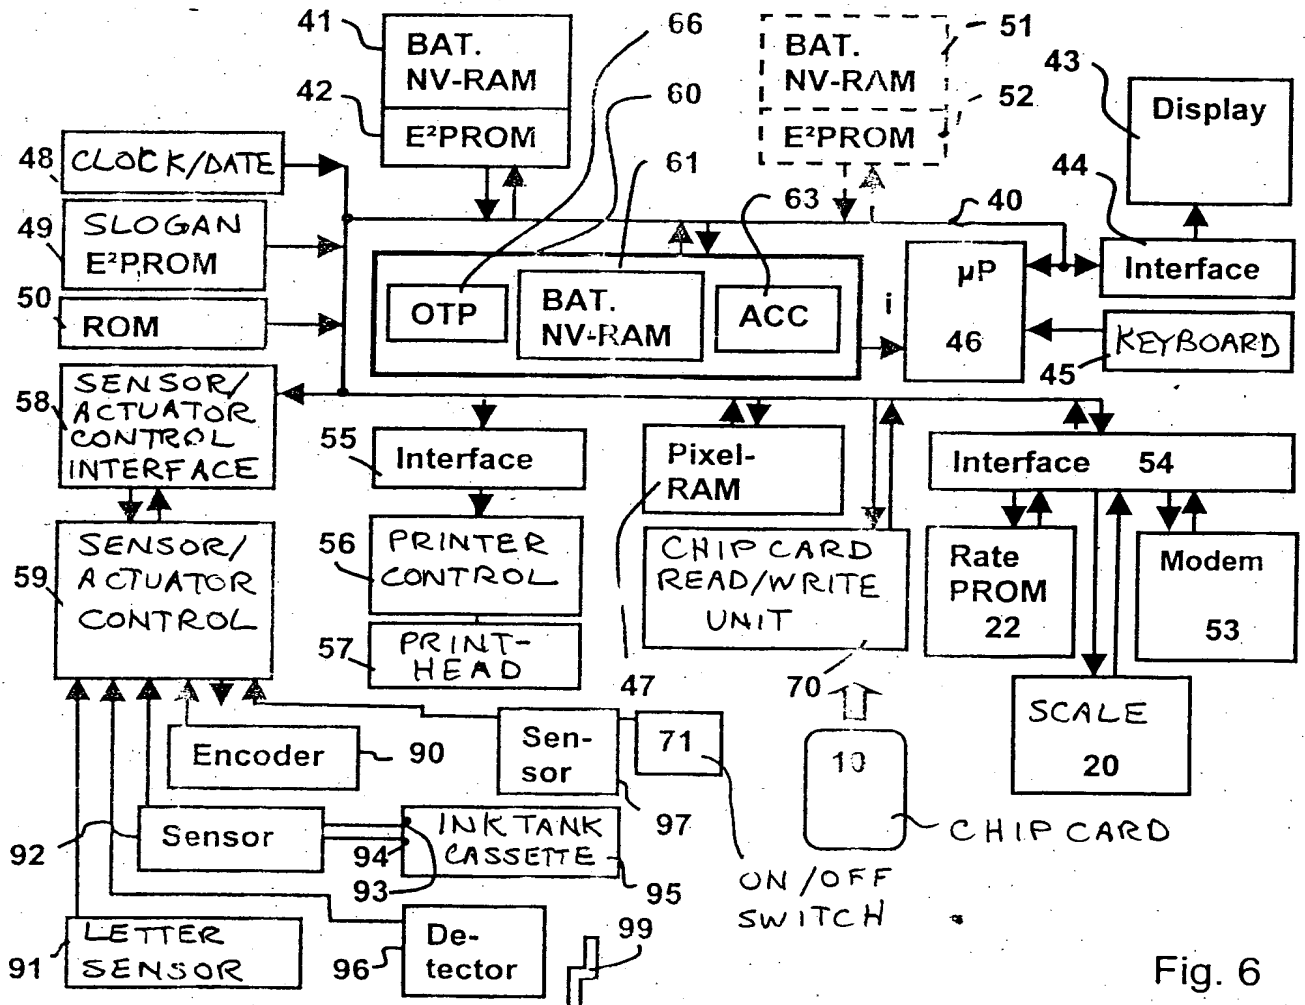 41
BAT.
NV-RAM
42
E²PROM
66
60
61
63
BAT.
NV-RAM
51
E²PROM
52
43
Display
44
40
48
CLOCK/DATE
49
SLOGAN
E²PROM
50
ROM
OTP
BAT.
NV-RAM
ACC
i
µP
46
Interface
KEYBOARD
45
58
SENSOR/
ACTUATOR
CONTROL
INTERFACE
55
Interface
Pixel-
RAM
Interface 54
59
SENSOR/
ACTUATOR
CONTROL
56
PRINTER
CONTROL
57
PRINT-
HEAD
CHIP CARD
READ/WRITE
UNIT
47
70
Rate
PROM
22
Modem
53
SCALE
20
Encoder
90
Sen-
sor
97
71
10
CHIP CARD
92
Sensor
94
93
INK TANK
CASSETTE
95
ON/OFF
SWITCH
91
LETTER
SENSOR
96
De-
tector
99
Fig. 6